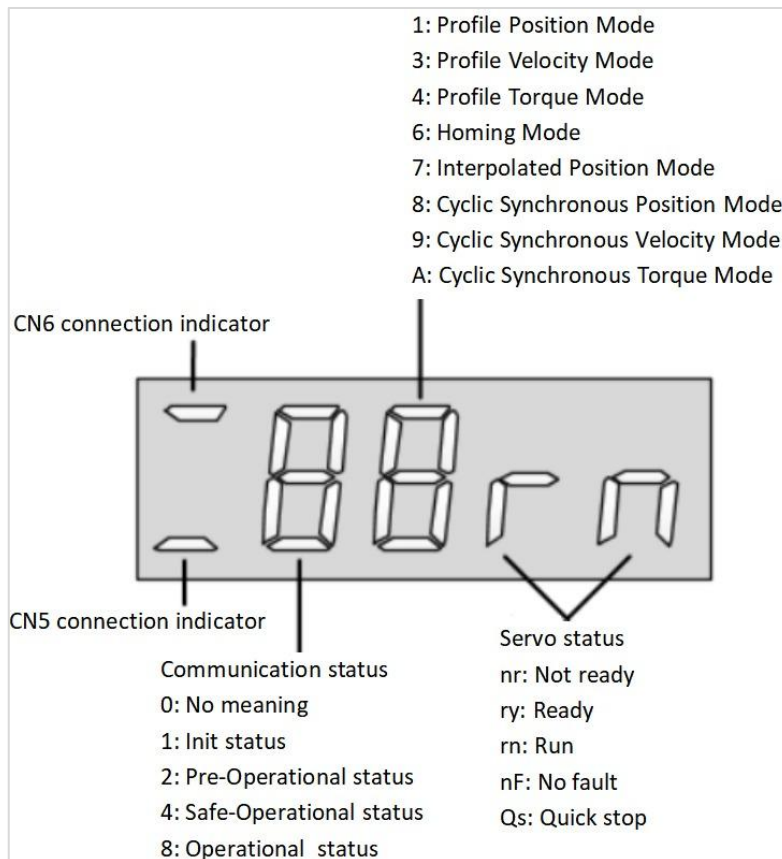 1: Profile Position Mode
3: Profile Velocity Mode
4: Profile Torque Mode
6: Homing Mode
7: Interpolated Position Mode
8: Cyclic Synchronous Position Mode
9: Cyclic Synchronous Velocity Mode
A: Cyclic Synchronous Torque Mode
CN6 connection indicator
88rn
CN5 connection indicator
Communication status
0: No meaning
1: Init status
2: Pre-Operational status
4: Safe-Operational status
8: Operational status
Servo status
nr: Not ready
ry: Ready
rn: Run
nF: No fault
Qs: Quick stop